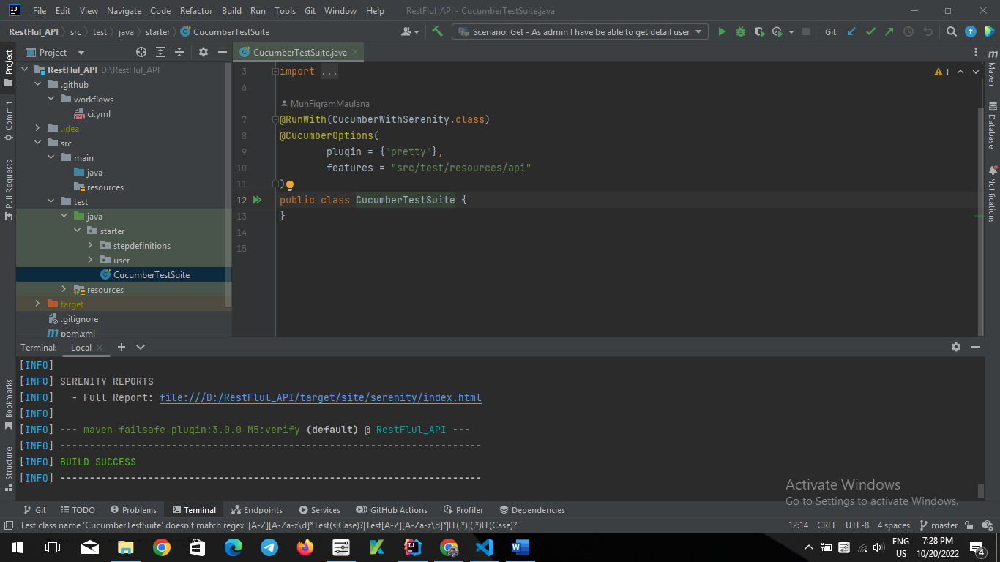 File Edit View Navigate Code Refactor Build Run Tools Git Window Help RestFlul_API - CucumberTestSuite.java
RestFlul_API src test java starter CucumberTestSuite Scenario: Get - As admin I have be able to get detail user Git:
Project CucumberTestSuite.java
RestFlul_API D:\RestFlul_API
.github
workflows
ci.yml
.idea
src
main
java
resources
test
java
starter
stepdefinitions
user
CucumberTestSuite
resources
target
.gitignore
pom.xml
3 import ...
6
MuhFiqramMaulana
7 @RunWith(CucumberWithSerenity.class)
8 @CucumberOptions(
9 plugin = {"pretty"},
10 features = "src/test/resources/api"
11 )
12 public class CucumberTestSuite {
13 }
14
15
1
Project
Commit
Pull Requests
Bookmarks
Structure
Maven
Database
Notifications
Terminal: Local
[INFO]
[INFO] SERENITY REPORTS
[INFO] - Full Report: file:///D:/RestFlul_API/target/site/serenity/index.html
[INFO]
[INFO] --- maven-failsafe-plugin:3.0.0-M5:verify (default) @ RestFlul_API ---
[INFO] ------------------------------------------------------------------------
[INFO] BUILD SUCCESS
[INFO] ------------------------------------------------------------------------
Activate Windows
Go to Settings to activate Windows.
Git TODO Problems Terminal Endpoints Services GitHub Actions Profiler Dependencies
Test class name 'CucumberTestSuite' doesn't match regex '[A-Z][A-Za-z\d]*Test(s|Case)?|Test[A-Z][A-Za-z\d]*|IT(.*)|(.*)IT(Case)?' 12:14 CRLF UTF-8 4 spaces master
ENG 7:28 PM
US 10/20/2022 4